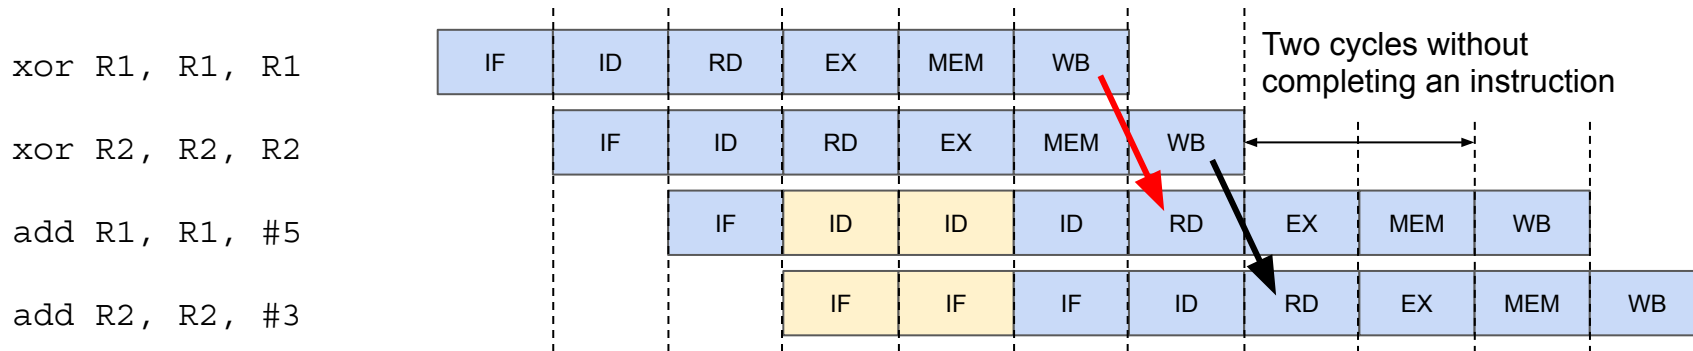 xor R1, R1, R1 IF ID RD EX MEM WB
Two cycles without
completing an instruction
xor R2, R2, R2 IF ID RD EX MEM WB
add R1, R1, #5 IF ID ID ID RD EX MEM WB
add R2, R2, #3 IF IF IF ID RD EX MEM WB